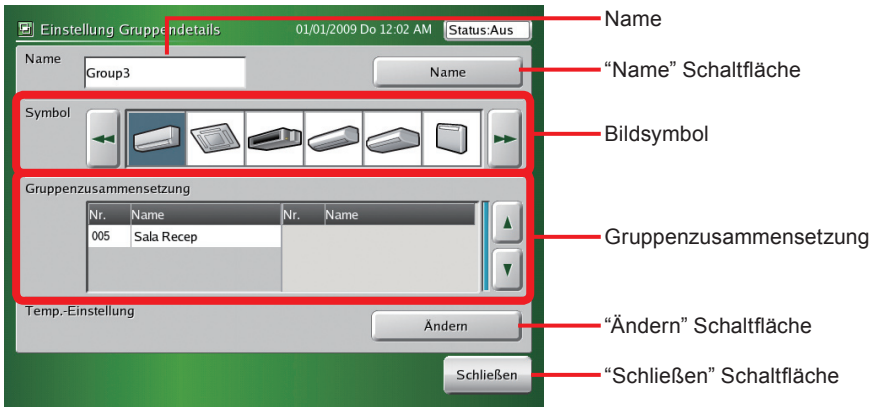 Einstellung Gruppendetails 01/01/2009 Do 12:02 AM Status:Aus
Name
Name Group3 Name
“Name” Schaltfläche
Symbol
Bildsymbol
Gruppenzusammensetzung
Nr. Name Nr. Name
005 Sala Recep
Gruppenzusammensetzung
Temp.-Einstellung
Ändern
“Ändern” Schaltfläche
Schließen
“Schließen” Schaltfläche